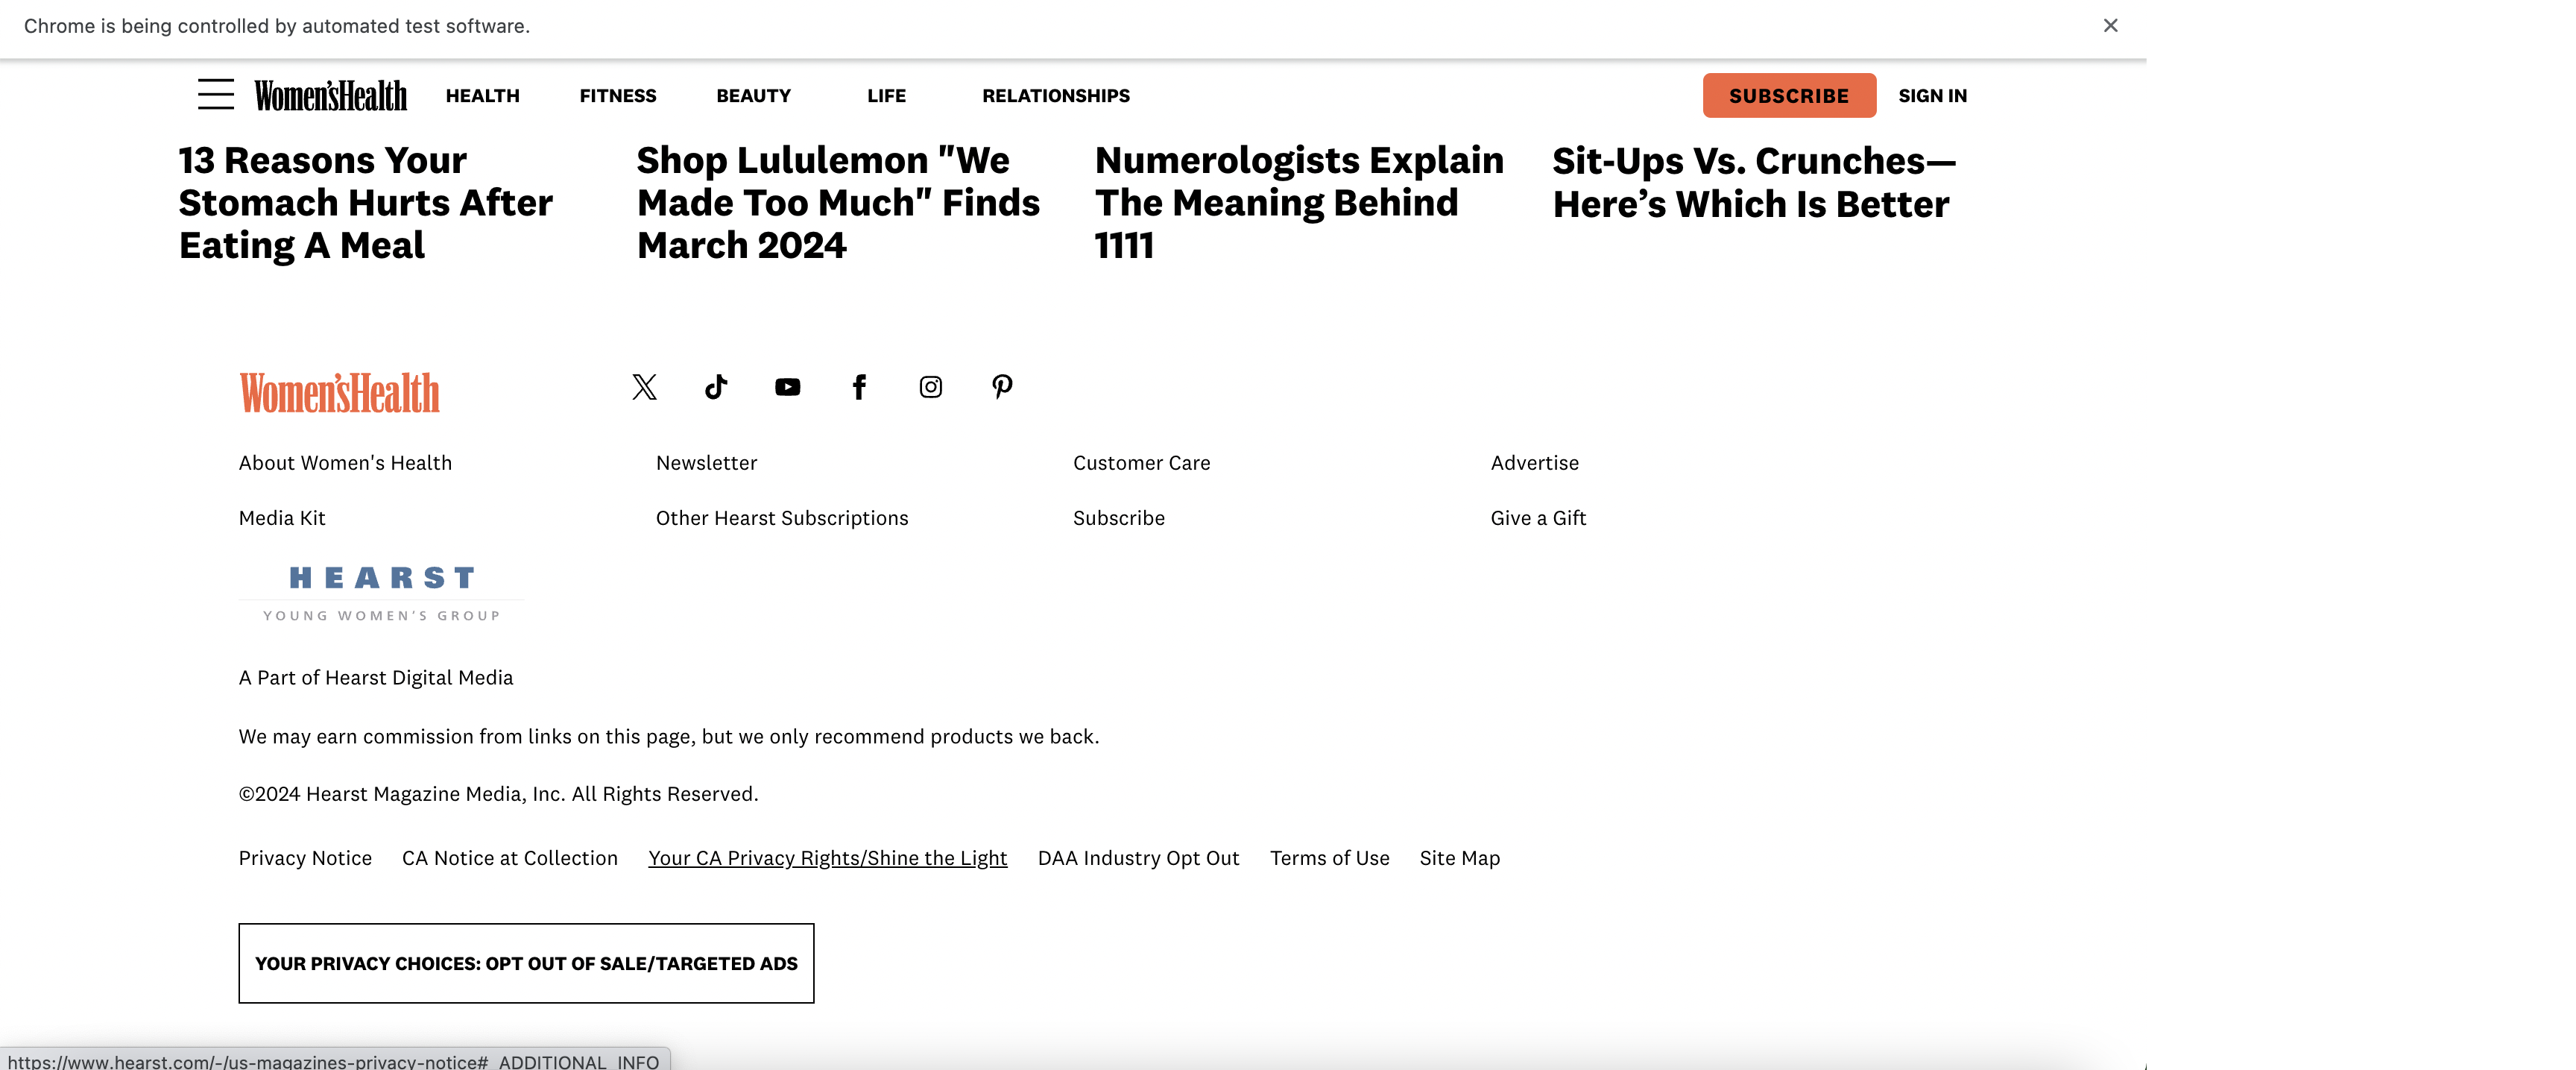 Chrome is being controlled by automated test software.
Women'sHealth HEALTH FITNESS BEAUTY LIFE RELATIONSHIPS SUBSCRIBE SIGN IN
13 Reasons Your
Stomach Hurts After
Eating A Meal
Shop Lululemon "We
Made Too Much" Finds
March 2024
Numerologists Explain
The Meaning Behind
1111
Sit-Ups Vs. Crunches—
Here’s Which Is Better
Women'sHealth
About Women's Health Newsletter Customer Care Advertise
Media Kit Other Hearst Subscriptions Subscribe Give a Gift
HEARST
YOUNG WOMEN'S GROUP
A Part of Hearst Digital Media
We may earn commission from links on this page, but we only recommend products we back.
©2024 Hearst Magazine Media, Inc. All Rights Reserved.
Privacy Notice CA Notice at Collection Your CA Privacy Rights/Shine the Light DAA Industry Opt Out Terms of Use Site Map
YOUR PRIVACY CHOICES: OPT OUT OF SALE/TARGETED ADS
https://www.hearst.com/-/us-magazines-privacy-notice#_ADDITIONAL_INFO